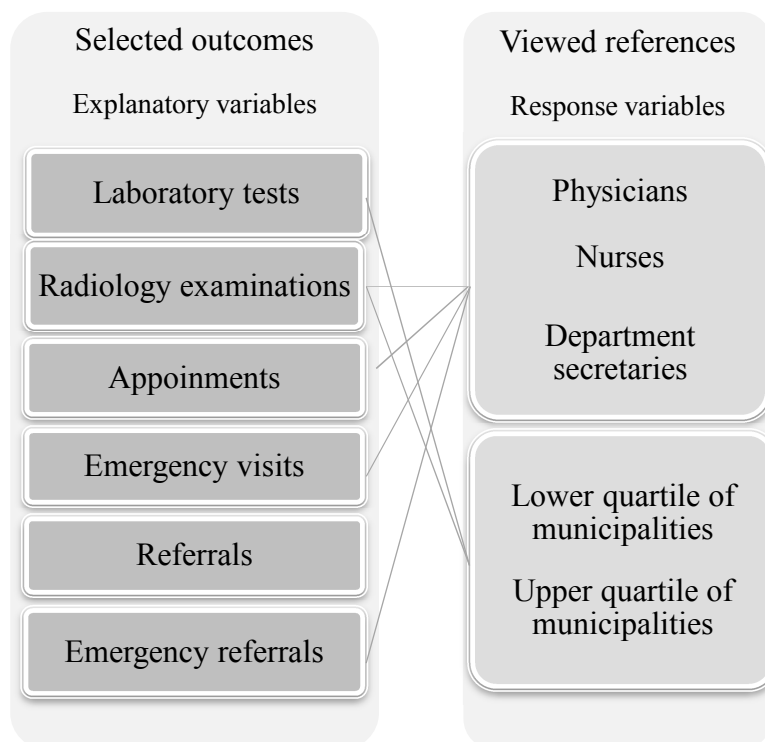 Selected outcomes
Explanatory variables
Laboratory tests
Radiology examinations
Appoinments
Emergency visits
Referrals
Emergency referrals
Viewed references
Response variables
Physicians
Nurses
Department
secretaries
Lower quartile of
municipalities
Upper quartile of
municipalities